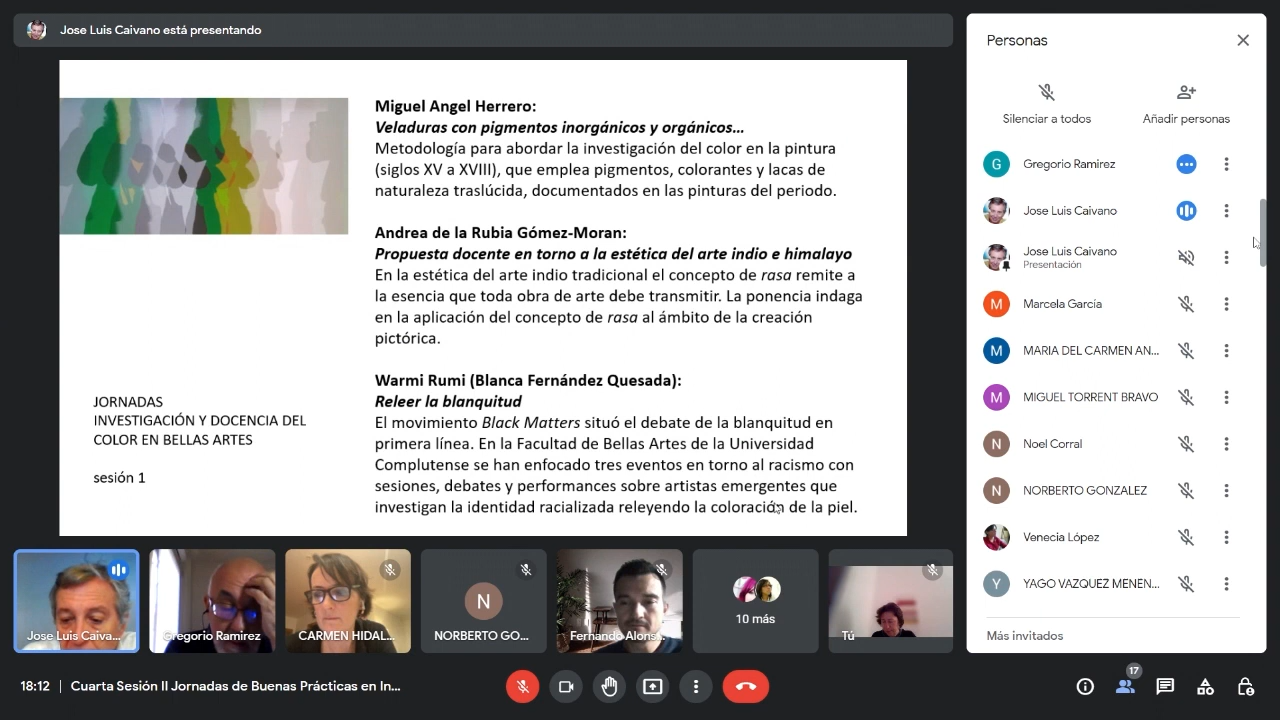 Jose Luis Caivano está presentando
Miguel Angel Herrero:
Veladuras con pigmentos inorgánicos y orgánicos...
Metodología para abordar la investigación del color en la pintura
(siglos XV a XVIII), que emplea pigmentos, colorantes y lacas de
naturaleza traslúcida, documentados en las pinturas del periodo.
Andrea de la Rubia Gómez-Moran:
Propuesta docente en torno a la estética del arte indio e himalayo
En la estética del arte indio tradicional el concepto de rasa remite a
la esencia que toda obra de arte debe transmitir. La ponencia indaga
en la aplicación del concepto de rasa al ámbito de la creación
pictórica.
Warmi Rumi (Blanca Fernández Quesada):
Releer la blanquitud
El movimiento Black Matters situó el debate de la blanquitud en
primera línea. En la Facultad de Bellas Artes de la Universidad
Complutense se han enfocado tres eventos en torno al racismo con
sesiones, debates y performances sobre artistas emergentes que
investigan la identidad racializada releyendo la coloración de la piel.
JORNADAS
INVESTIGACIÓN Y DOCENCIA DEL
COLOR EN BELLAS ARTES
sesión 1
Personas
Silenciar a todos
Añadir personas
G
Gregorio Ramirez
Jose Luis Caivano
Jose Luis Caivano
Presentación
M
Marcela García
M
MARIA DEL CARMEN AN...
M
MIGUEL TORRENT BRAVO
N
Noel Corral
N
NORBERTO GONZALEZ
Venecia López
Y
YAGO VAZQUEZ MENEN...
Más invitados
Jose Luis Caiva...
Gregorio Ramirez
CARMEN HIDAL...
N
NORBERTO GO...
Fernando Alons...
10 más
Tú
18:12 | Cuarta Sesión II Jornadas de Buenas Prácticas en In...
17